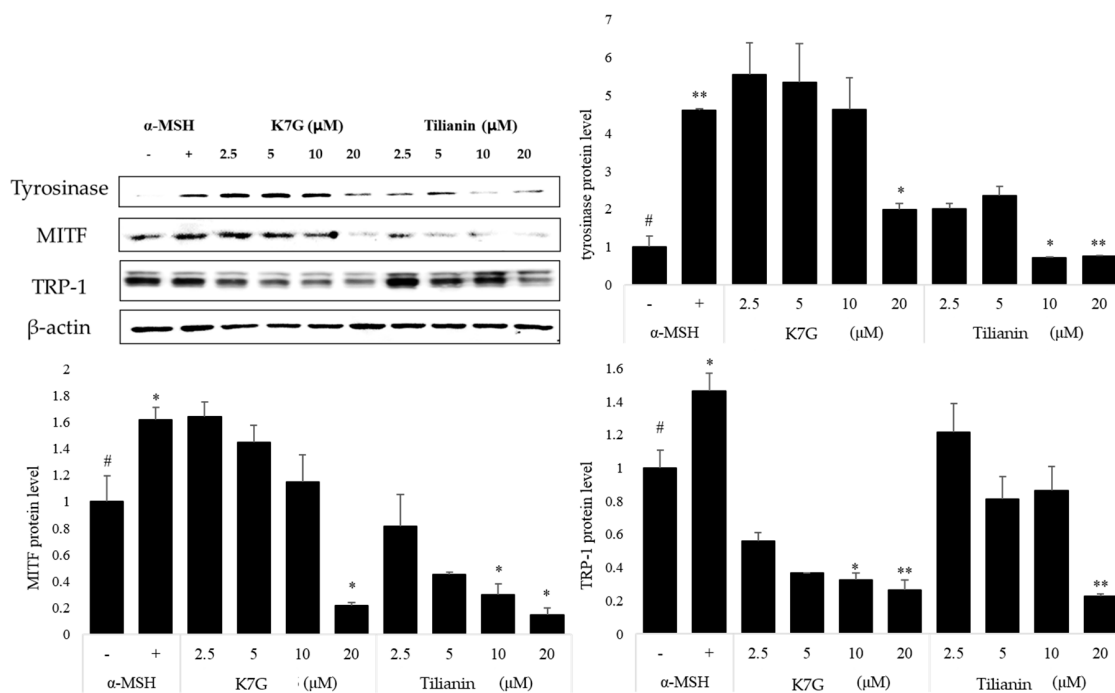 α-MSH K7G (μM) Tilianin (μM)
- + 2.5 5 10 20 2.5 5 10 20
Tyrosinase
MITF
TRP-1
β-actin
tyrosinase protein level
7
6
5
4
3
2
1
0
# ** * * **
- + 2.5 5 10 20 2.5 5 10 20
α-MSH K7G (μM) Tilianin (μM)
MITF protein level
2
1.8
1.6
1.4
1.2
1
0.8
0.6
0.4
0.2
0
# * * * *
- + 2.5 5 10 20 2.5 5 10 20
α-MSH K7G (μM) Tilianin (μM)
TRP-1 protein level
1.6
1.4
1.2
1
0.8
0.6
0.4
0.2
0
# * * ** **
- + 2.5 5 10 20 2.5 5 10 20
α-MSH K7G (μM) Tilianin (μM)